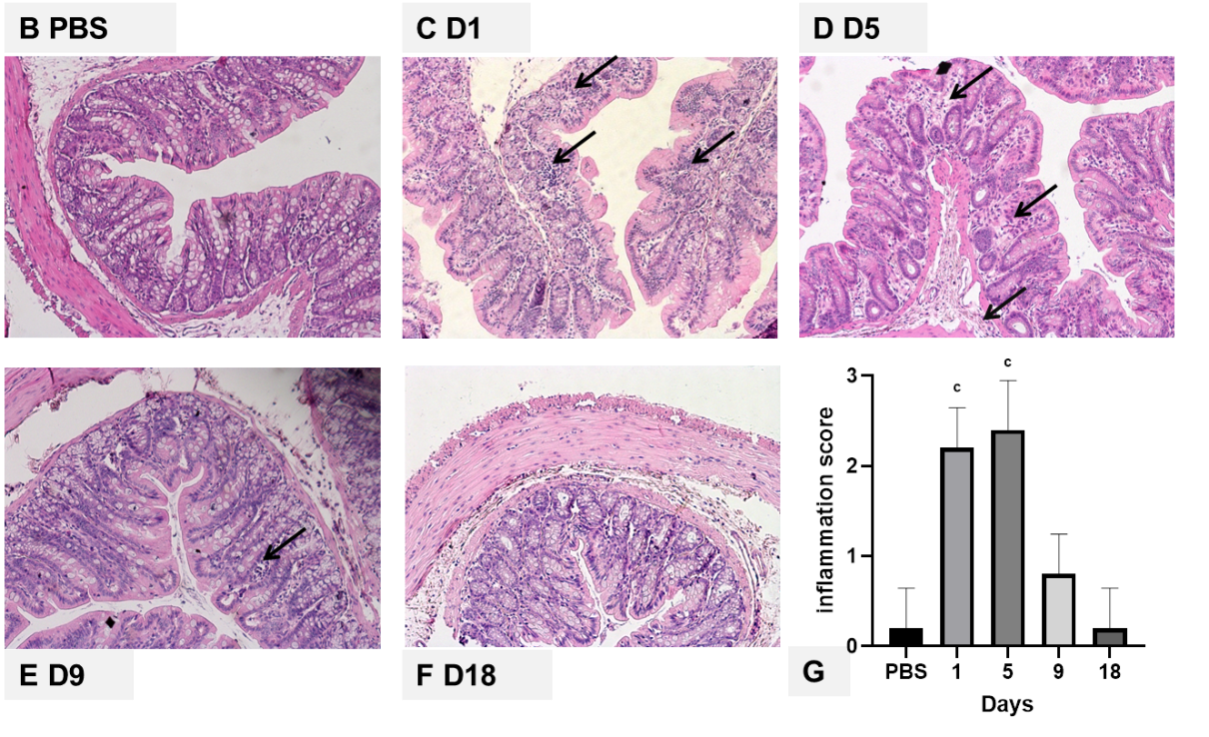 B PBS
C D1
D D5
E D9
F D18
G
Inflammation score
3
2
1
0
c
c
PBS 1 5 9 18
Days